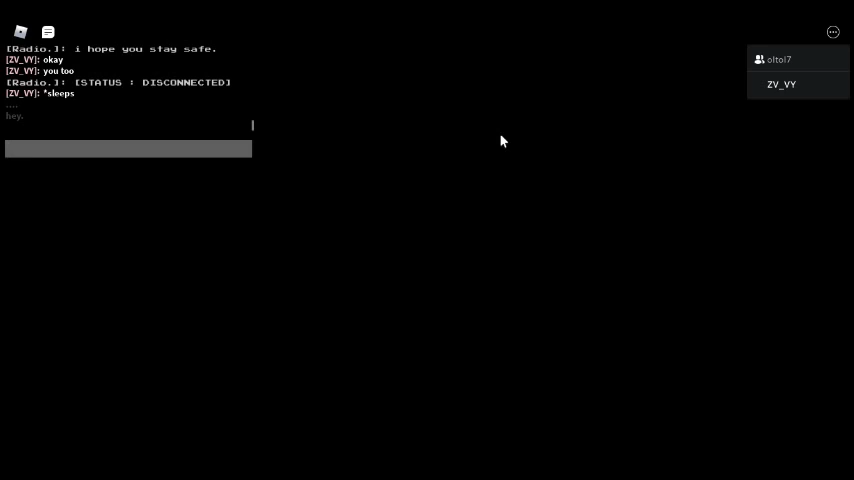 [Radio.]: i hope you stay safe.
[ZV_VY]: okay
[ZV_VY]: you too
[Radio.]: [STATUS : DISCONNECTED]
[ZV_VY]: *sleeps
....
hey.
oltol7
ZV_VY